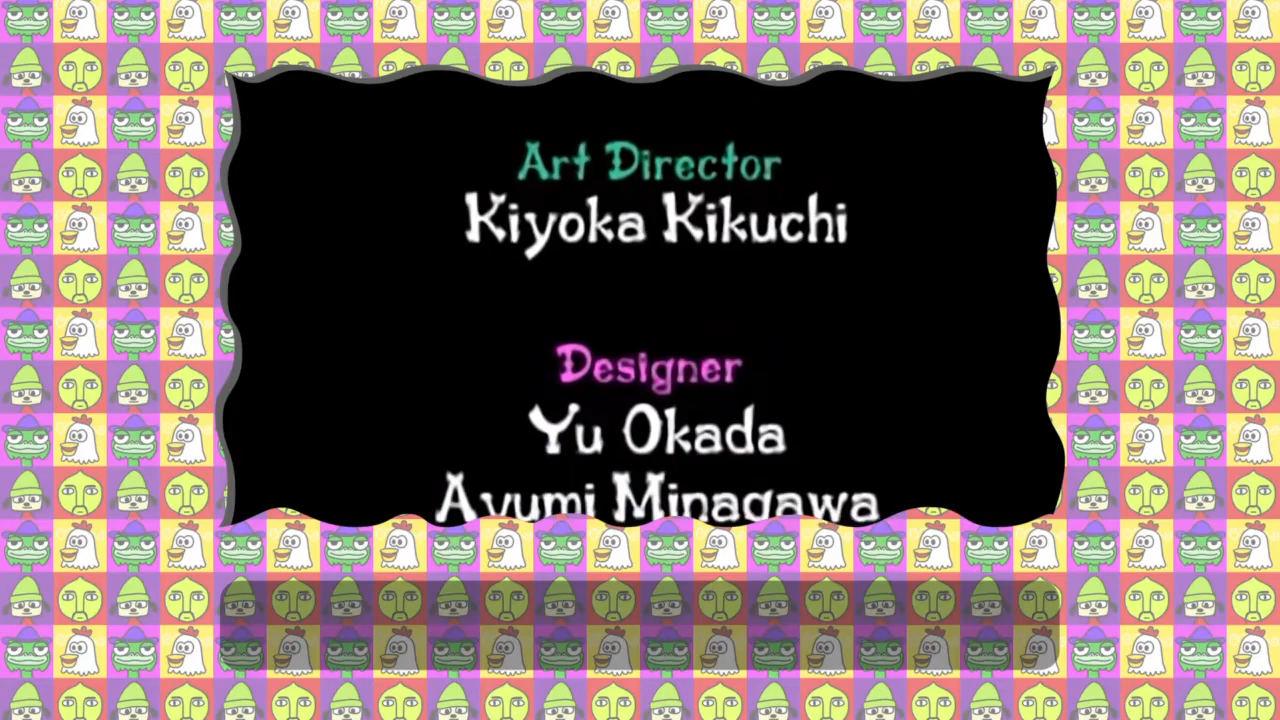 Art Director
Kiyoka Kikuchi
Designer
Yu Okada
Ayumi Minagawa